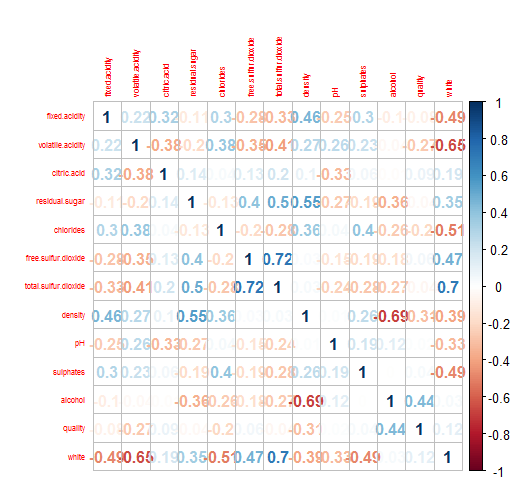 fixed.acidity volatile.acidity citric.acid residual.sugar chlorides free.sulfur.dioxide total.sulfur.dioxide density pH sulphates alcohol quality white
fixed.acidity 1 0.22 0.32 0.3 -0.33 0.46 -0.25 0.3 -0.49
volatile.acidity 0.22 1 -0.38 0.38 -0.35 -0.41 0.27 0.26 0.23 -0.65
citric.acid 0.32 -0.38 1 0.14 0.13 0.2 -0.33 0.19
residual.sugar -0.2 0.14 1 0.4 0.5 0.55 -0.27 -0.36 0.35
chlorides 0.3 0.38 1 -0.2 -0.28 0.36 0.4 -0.51
free.sulfur.dioxide -0.35 0.13 0.4 -0.2 1 0.72 0.47
total.sulfur.dioxide -0.33 -0.41 0.2 0.5 -0.28 0.72 1 -0.24 -0.28 -0.27 0.7
density 0.46 0.27 0.55 0.36 1 0.26 -0.69 -0.31 -0.39
pH -0.25 0.26 -0.33 -0.27 -0.24 1 0.19 0.12 -0.33
sulphates 0.3 0.23 -0.19 0.4 -0.19 -0.28 0.26 0.19 1 -0.49
alcohol -0.36 -0.26 -0.18 -0.27 -0.69 0.12 1 0.44
quality -0.27 -0.2 -0.31 0.44 1 0.12
white -0.49 -0.65 0.19 0.35 -0.51 0.47 0.7 -0.39 -0.33 -0.49 0.12 1
1
0.8
0.6
0.4
0.2
0
-0.2
-0.4
-0.6
-0.8
-1